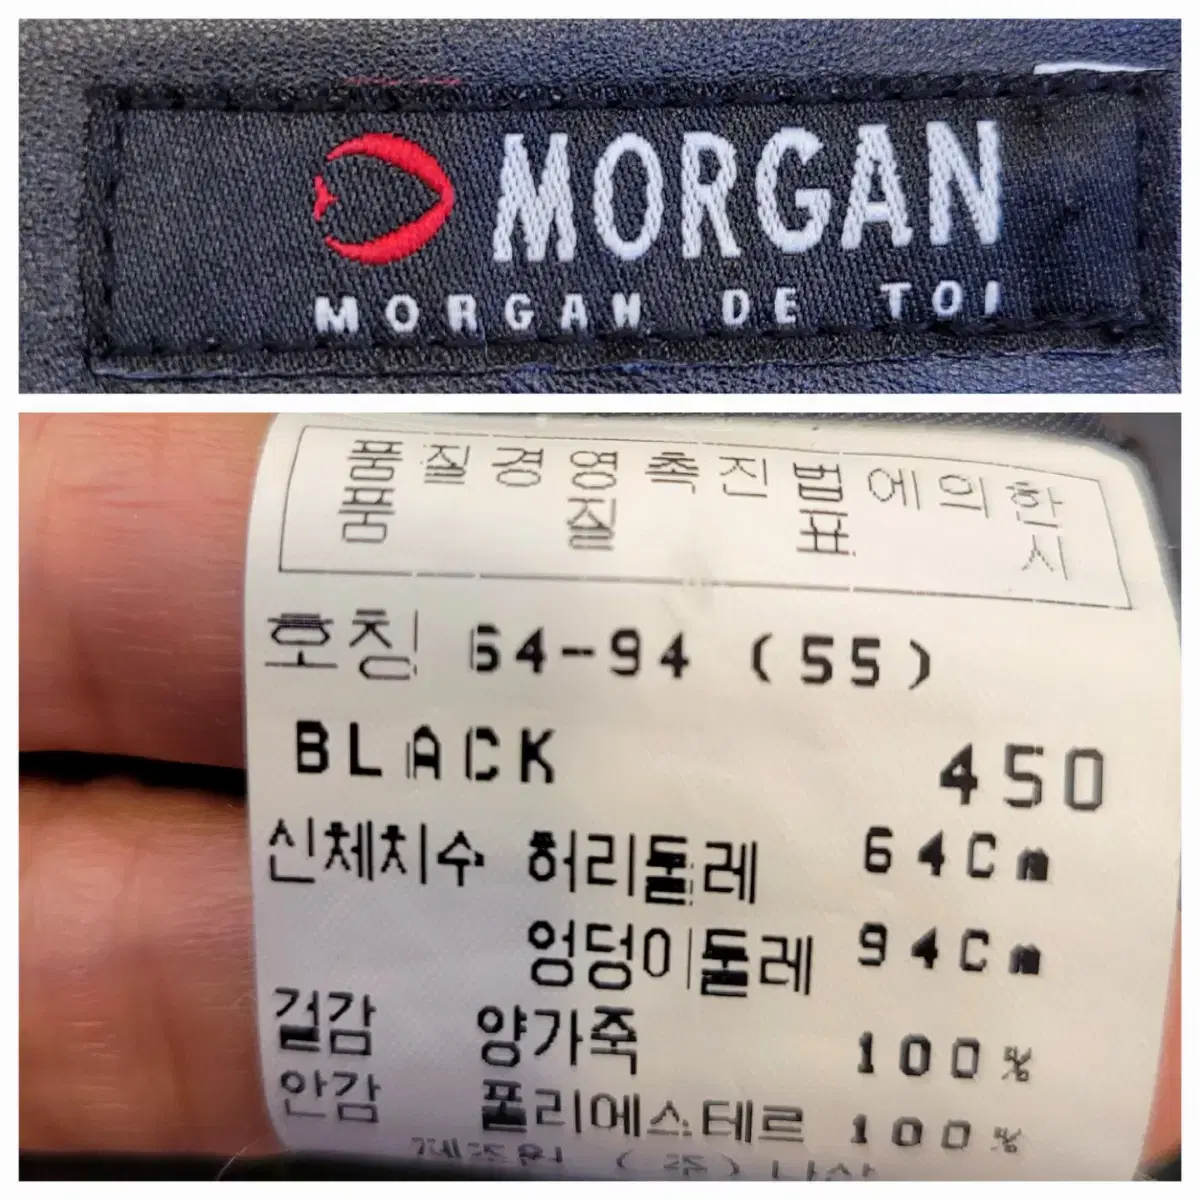 MORGAN
MORGAN DE TOI
품질경영촉진법에의한
품질표시
호칭 64-94 (55)
BLACK 450
신체치수 허리둘레 64Cm
엉덩이둘레 94Cm
겉감 양가죽 100%
안감 폴리에스테르 100%